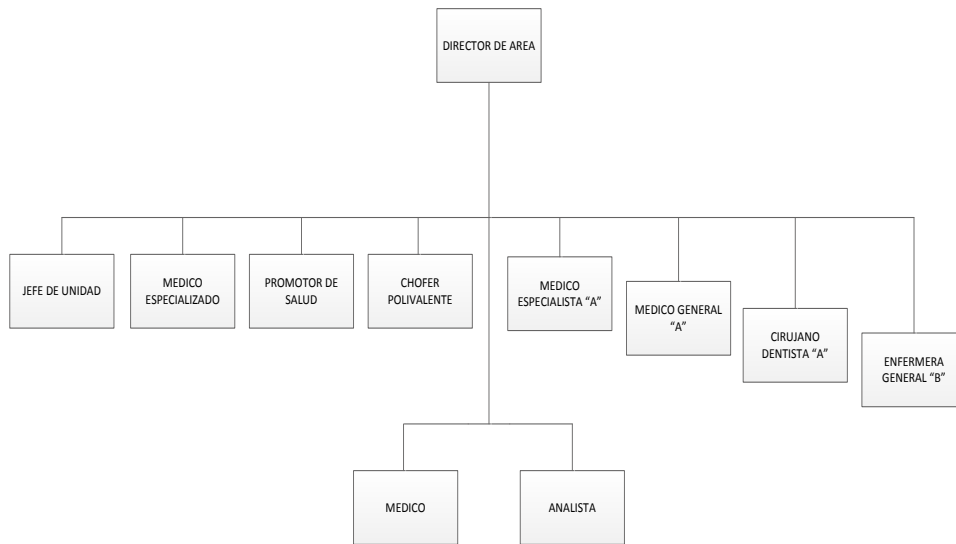 DIRECTOR DE AREA
JEFE DE UNIDAD
MEDICO
ESPECIALIZADO
PROMOTOR DE
SALUD
CHOFER
POLIVALENTE
MEDICO
ESPECIALISTA “A”
MEDICO GENERAL
“A”
CIRUJANO
DENTISTA “A”
ENFERMERA
GENERAL “B”
MEDICO
ANALISTA